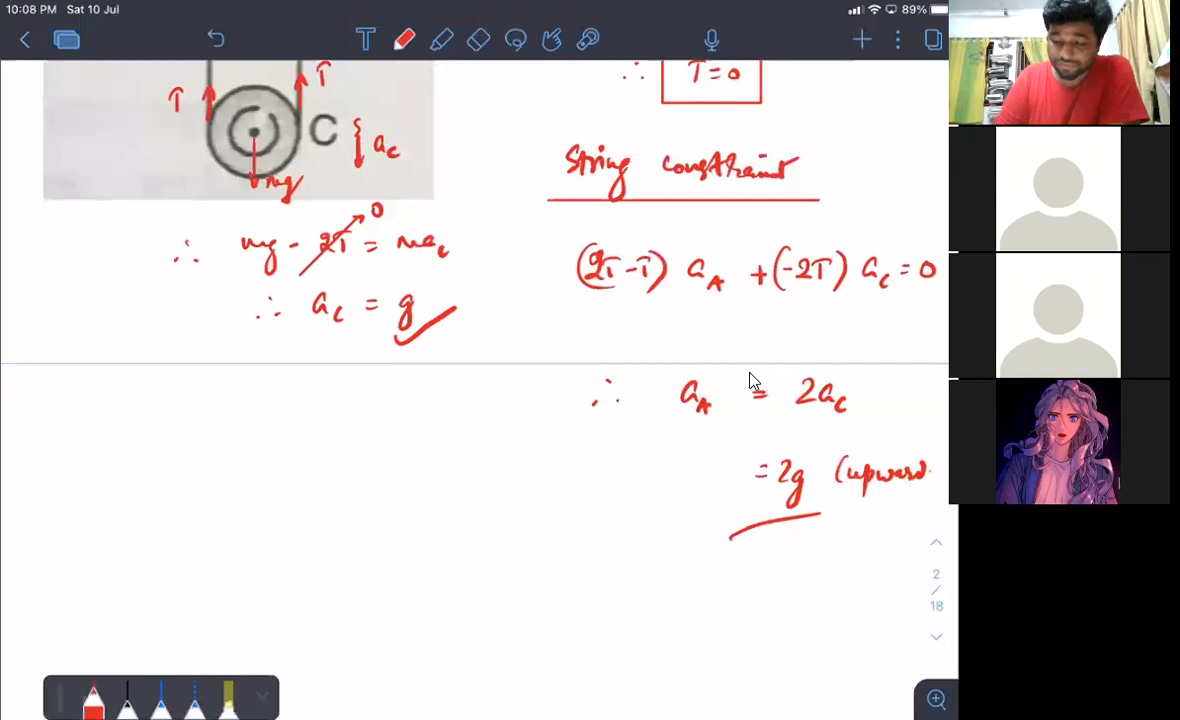 10:08 PM Sat 10 Jul
89%
T
T
T
C
a_c
mg
∴ T = 0
String constraint
0
∴ mg - 2T = ma_c
(2T-T) a_A + (-2T) a_c = 0
∴ a_c = g
∴ a_A = 2a_c
= 2g (upward.
2
/
18